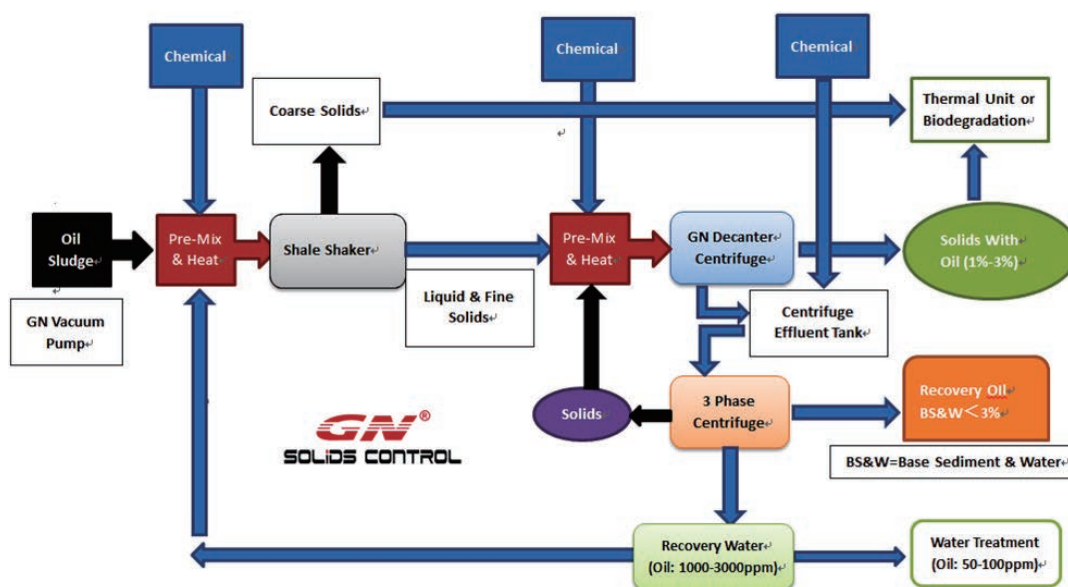 Chemical
Chemical
Chemical
Coarse Solids
Thermal Unit or
Biodegradation
Oil
Sludge
Pre-Mix
& Heat
Shale Shaker
Pre-Mix
& Heat
GN Decanter
Centrifuge
Solids With
Oil (1%-3%)
GN Vacuum
Pump
Liquid & Fine
Solids
Centrifuge
Effluent Tank
Solids
3 Phase
Centrifuge
Recovery OIl
BS&W<3%
GN®
SOLIDS CONTROL
BS&W=Base Sediment & Water
Recovery Water
(Oil: 1000-3000ppm)
Water Treatment
(Oil: 50-100ppm)